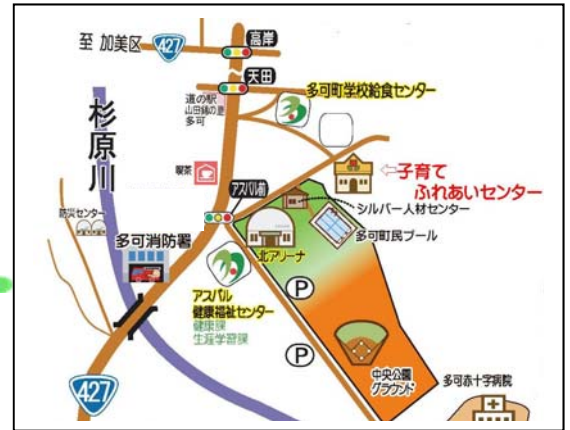 至 加美区
427
高岸
天田
道の駅
山田錦の里
多可
多可町学校給食センター
杉原川
喫茶
⇦子育て
ふれあいセンター
アスパル前
シルバー人材センター
防災センター
多可町民プール
多可消防署
北アリーナ
P
アスパル
健康福祉センター
健康課
生涯学習課
P
中央公園
グラウンド
427
多可赤十字病院